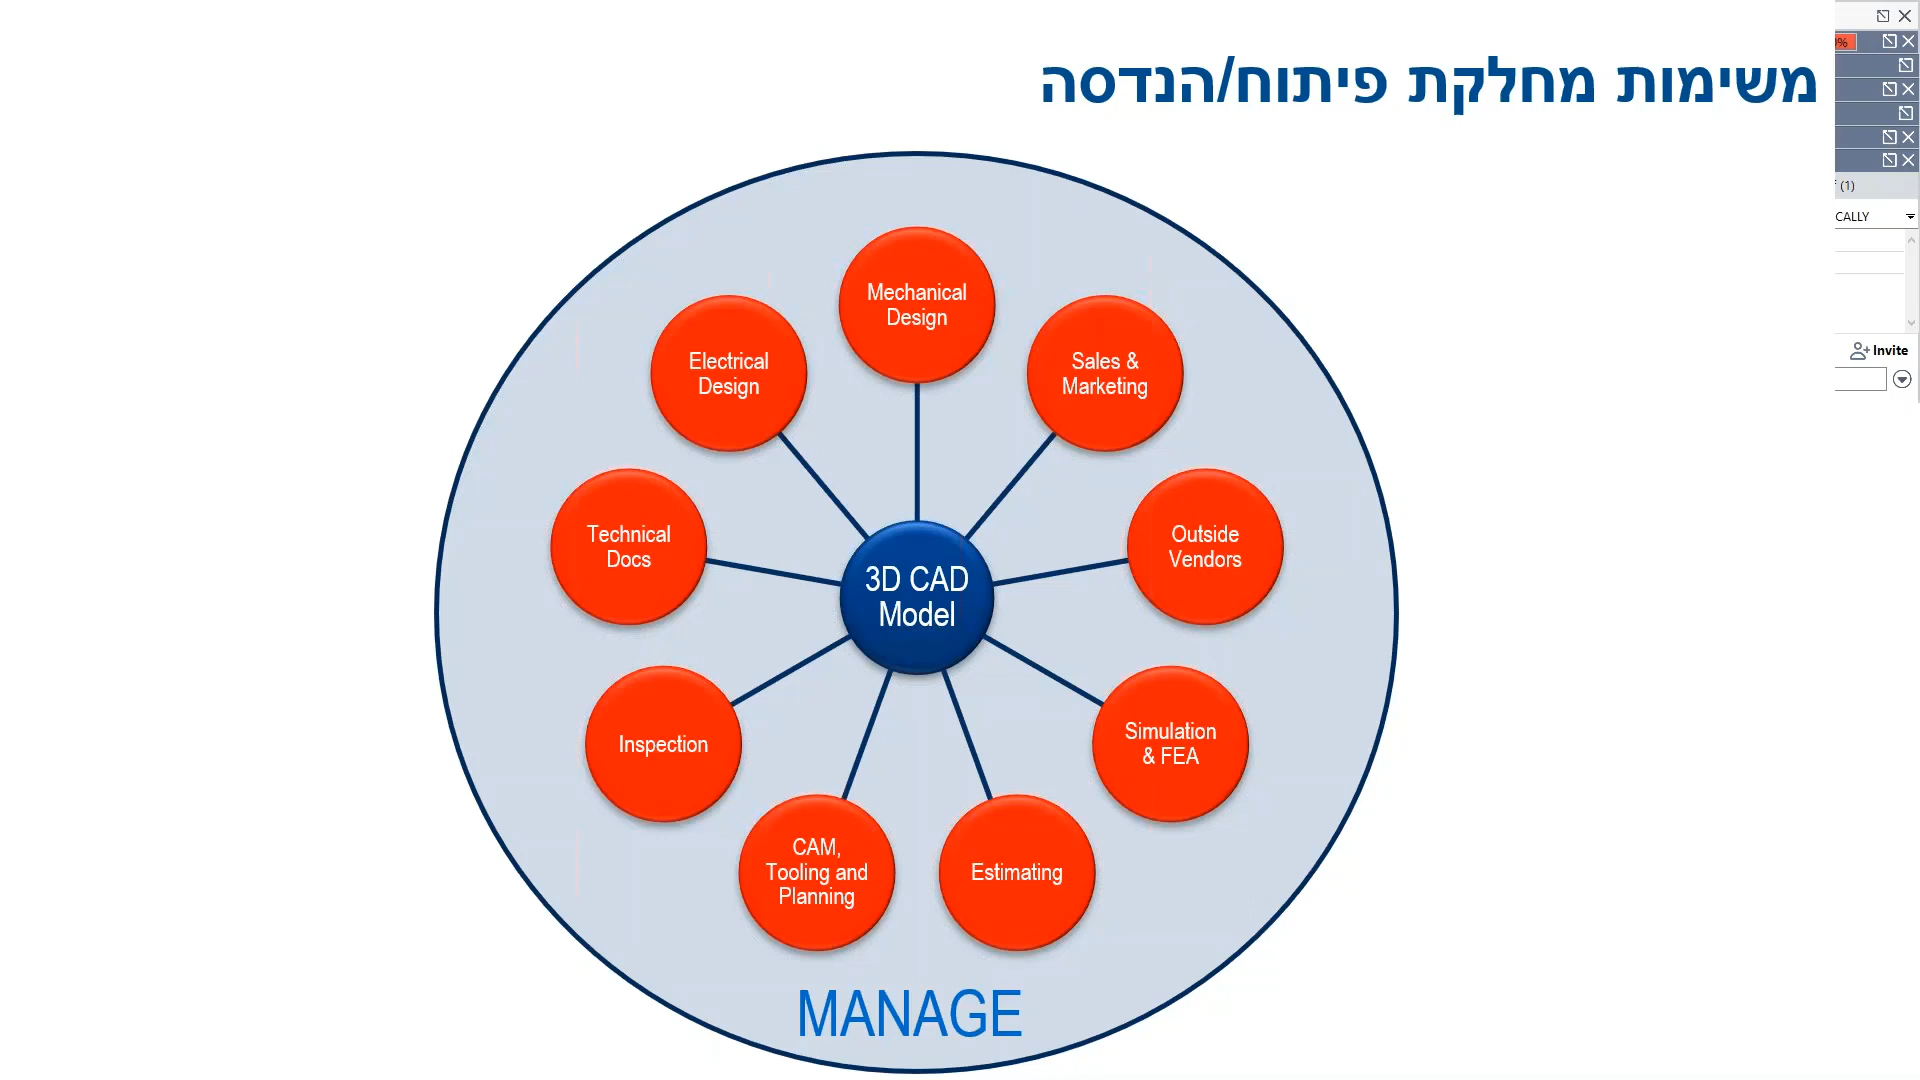 משימות מחלקת פיתוח/הנדסה
Mechanical
Design
Electrical
Design
Sales &
Marketing
Technical
Docs
Outside
Vendors
3D CAD
Model
Inspection
Simulation
& FEA
CAM,
Tooling and
Planning
Estimating
MANAGE
(1)
CALLY
Invite